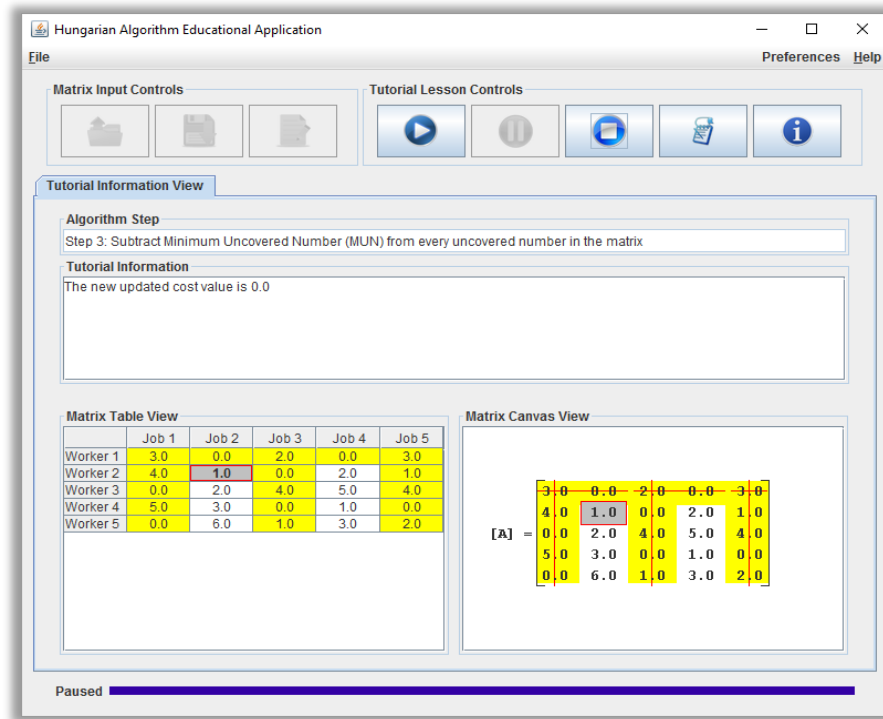 Hungarian Algorithm Educational Application
File Preferences Help
Matrix Input Controls
Tutorial Lesson Controls
Tutorial Information View
Algorithm Step
Step 3: Subtract Minimum Uncovered Number (MUN) from every uncovered number in the matrix
Tutorial Information
The new updated cost value is 0.0
Matrix Table View
Job 1 Job 2 Job 3 Job 4 Job 5
Worker 1 3.0 0.0 2.0 0.0 3.0
Worker 2 4.0 1.0 0.0 2.0 1.0
Worker 3 0.0 2.0 4.0 5.0 4.0
Worker 4 5.0 3.0 0.0 1.0 0.0
Worker 5 0.0 6.0 1.0 3.0 2.0
Matrix Canvas View
3.0 0.0 2.0 0.0 3.0
4.0 1.0 0.0 2.0 1.0
[A] = 0.0 2.0 4.0 5.0 4.0
5.0 3.0 0.0 1.0 0.0
0.0 6.0 1.0 3.0 2.0
Paused